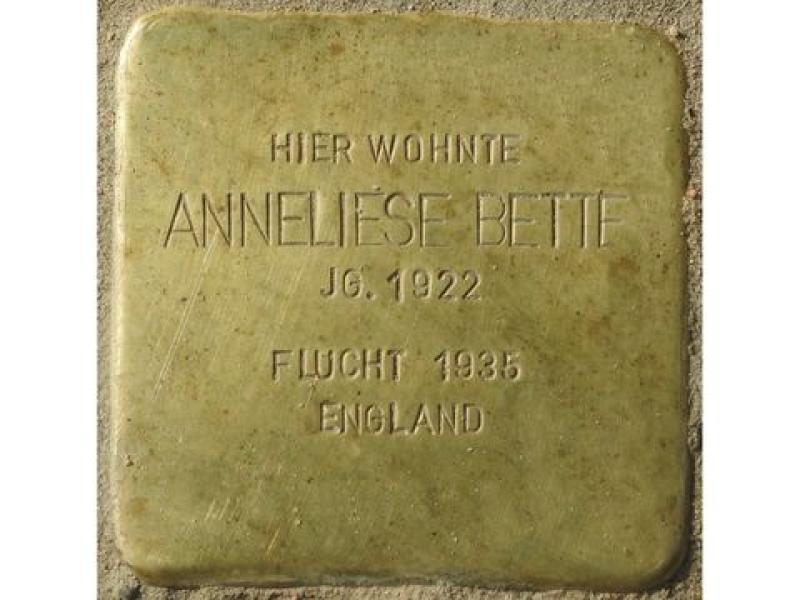 HIER WOHNTE
ANNELIESE BETTE
JG. 1922
FLUCHT 1935
ENGLAND